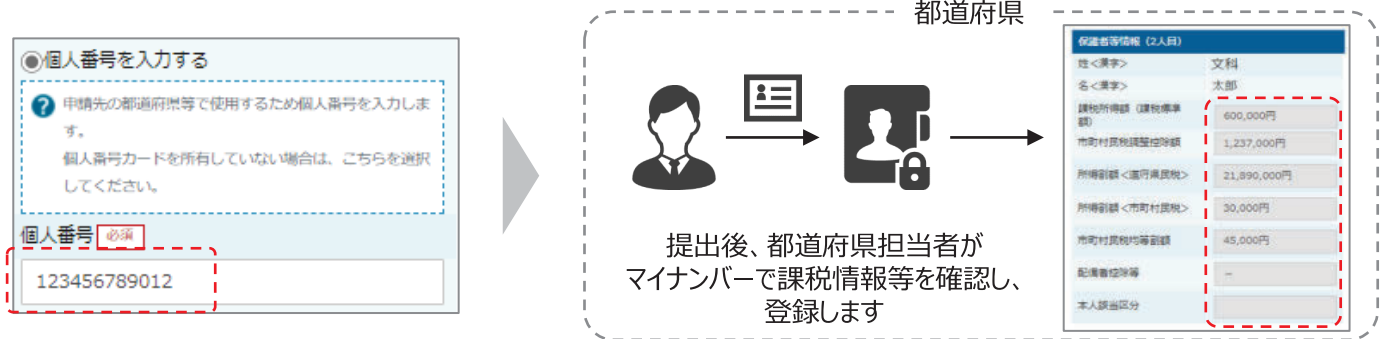 個人番号を入力する
申請先の都道府県等で使用するため個人番号を入力しま
す。
個人番号カードを所有していない場合は、こちらを選択
してください。
個人番号 必須
123456789012
都道府県
提出後、都道府県担当者が
マイナンバーで課税情報等を確認し、
登録します
保護者等情報（2人目）
姓<漢字> 文科
名<漢字> 太郎
課税所得額（課税標準
額） 600,000円
市町村民税調整控除額 1,237,000円
所得割額<道府県民税> 21,890,000円
所得割額<市町村民税> 30,000円
市町村民税均等割額 45,000円
配偶者控除等 －
本人該当区分